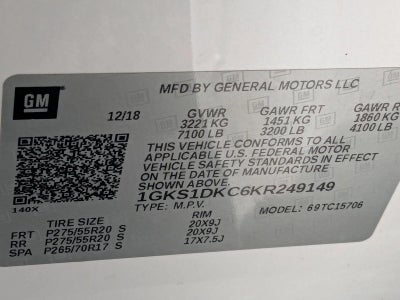 GM
MFD BY GENERAL MOTORS LLC
12/18 GVWR GAWR FRT GAWR RR
3221 KG 1451 KG 1860 KG
7100 LB 3200 LB 4100 LB
THIS VEHICLE CONFORMS TO ALL
APPLICABLE U.S. FEDERAL MOTOR
VEHICLE SAFETY STANDARDS IN EFFECT
ON THE DATE OF MANUFACTURE
1GKS1DKC6KR249149
140X
TYPE: M.P.V. MODEL: 69TC15706
TIRE SIZE RIM
FRT P275/55R20 S 20X9J
RR P275/55R20 S 20X9J
SPA P265/70R17 S 17X7.5J